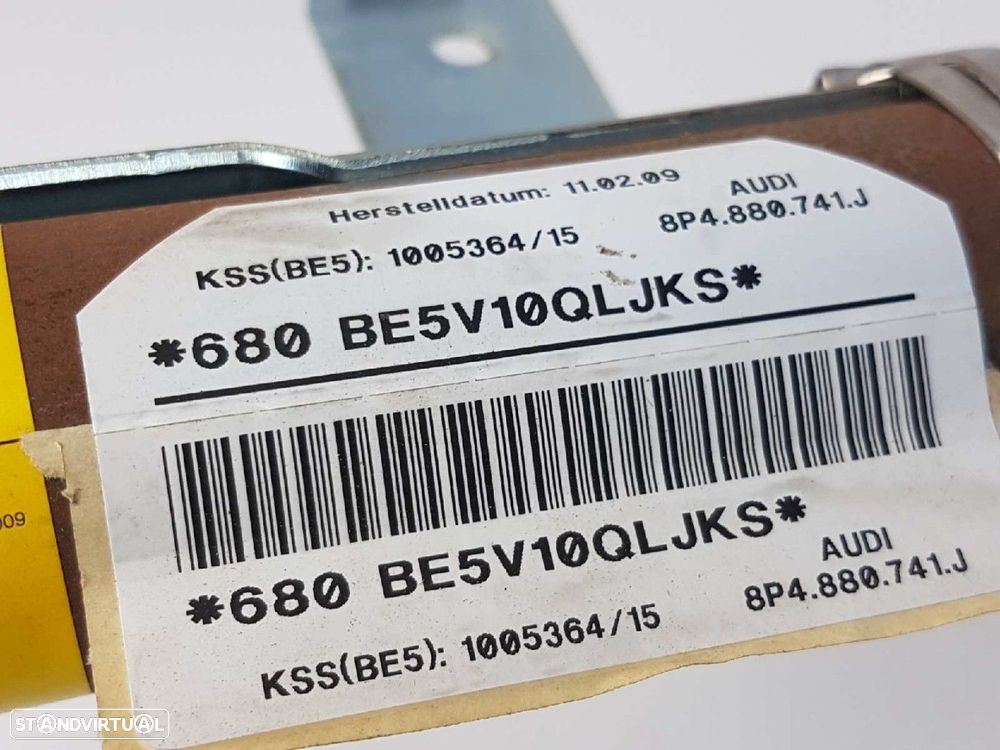 Herstelldatum: 11.02.09
AUDI
KSS(BE5): 1005364/15
8P4.880.741.J
*680 BE5V10QLJKS*
*680 BE5V10QLJKS*
AUDI
KSS(BE5): 1005364/15
8P4.880.741.J
009
STANDVIRTUAL